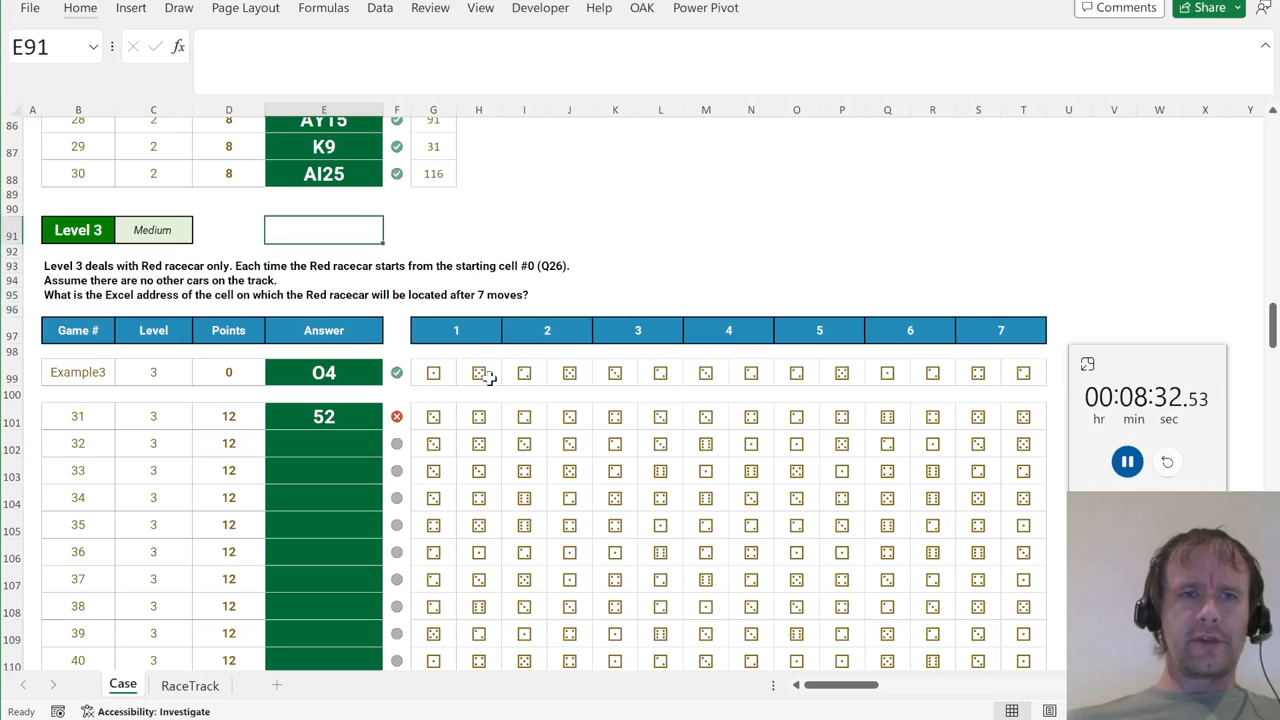 File Home Insert Draw Page Layout Formulas Data Review View Developer Help OAK Power Pivot Comments Share
E91 fx
A B C D E F G H I J K L M N O P Q R S T U V W X Y
86 28 2 8 AY15 91
87 29 2 8 K9 31
88 30 2 8 AI25 116
89
90
91 Level 3 Medium
92
93 Level 3 deals with Red racecar only. Each time the Red racecar starts from the starting cell #0 (Q26).
94 Assume there are no other cars on the track.
95 What is the Excel address of the cell on which the Red racecar will be located after 7 moves?
96
97 Game # Level Points Answer 1 2 3 4 5 6 7
98
99 Example3 3 0 O4
100
101 31 3 12 52
102 32 3 12
103 33 3 12
104 34 3 12
105 35 3 12
106 36 3 12
107 37 3 12
108 38 3 12
109 39 3 12
110 40 3 12
00:08:32.53
hr min sec
Case RaceTrack
Ready Accessibility: Investigate